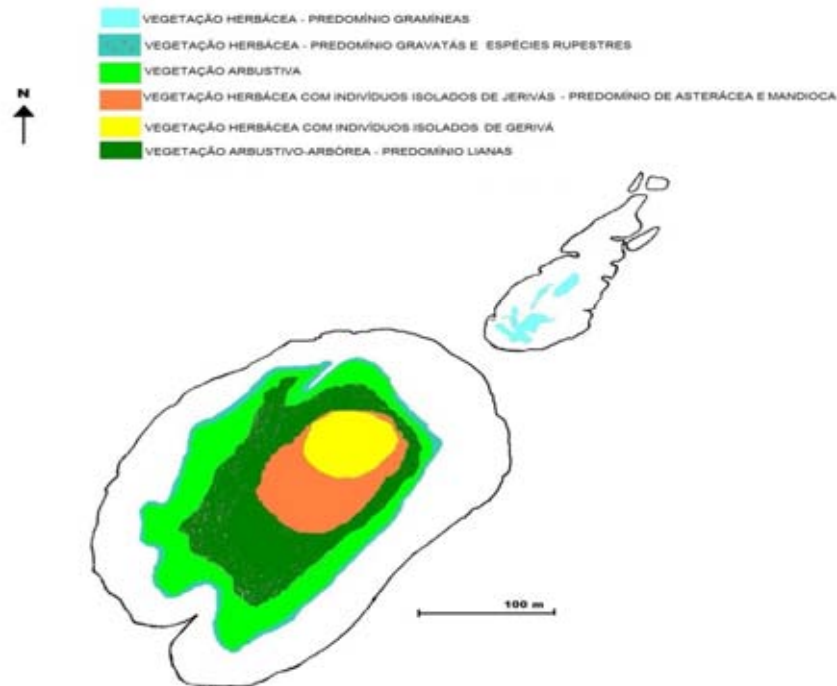 VEGETAÇÃO HERBÁCEA - PREDOMÍNIO GRAMÍNEAS
VEGETAÇÃO HERBÁCEA - PREDOMÍNIO GRAVATÁS E ESPÉCIES RUPESTRES
VEGETAÇÃO ARBUSTIVA
VEGETAÇÃO HERBÁCEA COM INDIVÍDUOS ISOLADOS DE JERIVÁS - PREDOMÍNIO DE ASTERÁCEA E MANDIOCA
VEGETAÇÃO HERBÁCEA COM INDIVÍDUOS ISOLADOS DE GERIVÁ
VEGETAÇÃO ARBUSTIVO-ARBÓREA - PREDOMÍNIO LIANAS
N
100 m